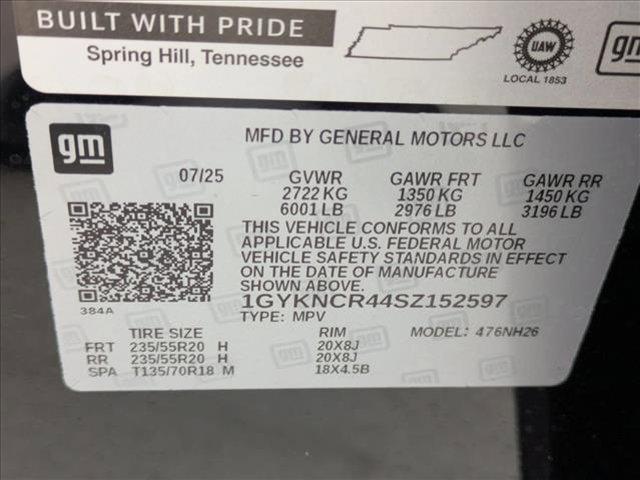 BUILT WITH PRIDE
Spring Hill, Tennessee
UAW
LOCAL 1853
gm
gm
MFD BY GENERAL MOTORS LLC
07/25 GVWR GAWR FRT GAWR RR
2722 KG 1350 KG 1450 KG
6001 LB 2976 LB 3196 LB
THIS VEHICLE CONFORMS TO ALL
APPLICABLE U.S. FEDERAL MOTOR
VEHICLE SAFETY STANDARDS IN EFFECT
ON THE DATE OF MANUFACTURE
SHOWN ABOVE.
384A
1GYKNCR44SZ152597
TYPE: MPV
TIRE SIZE RIM MODEL: 476NH26
FRT 235/55R20 H 20X8J
RR 235/55R20 H 20X8J
SPA T135/70R18 M 18X4.5B